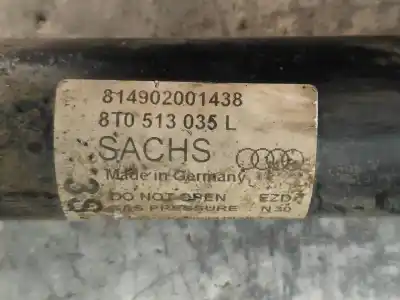 814902001438
8T0 513 035 L
SACHS
Made in Germany
DO NOT OPEN EZD
GAS PRESSURE N30